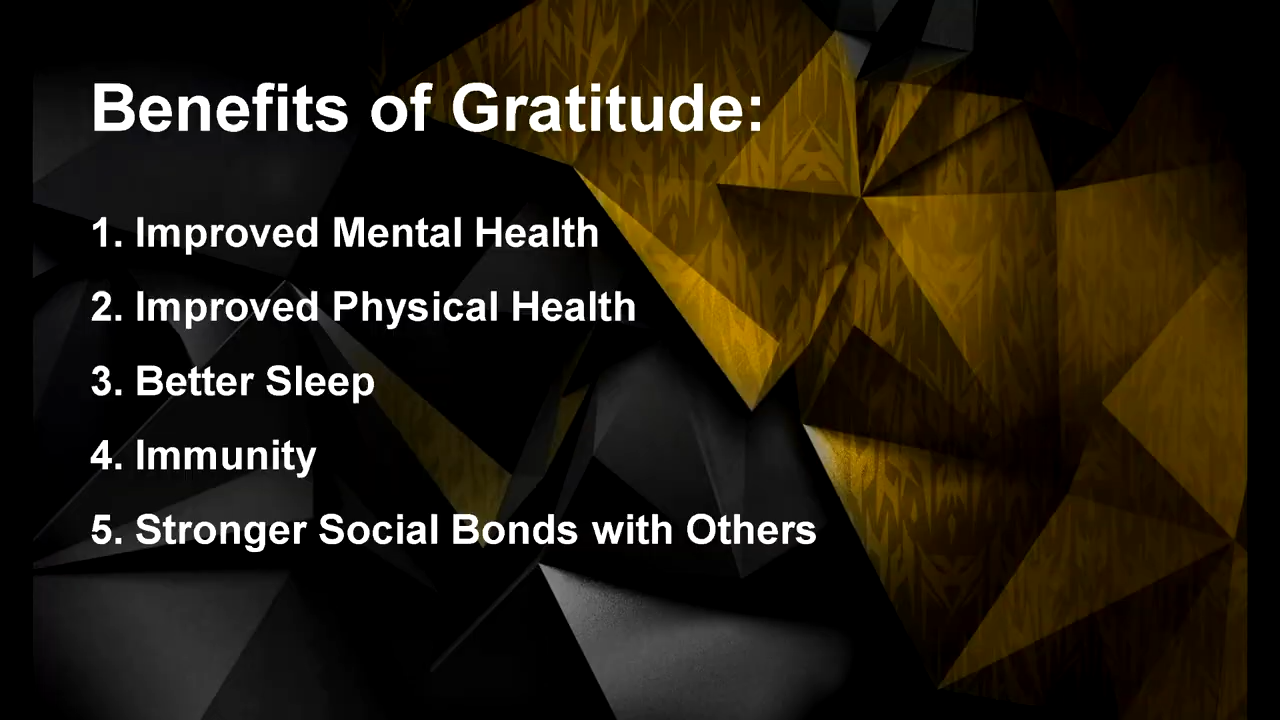 Benefits of Gratitude:
1. Improved Mental Health
2. Improved Physical Health
3. Better Sleep
4. Immunity
5. Stronger Social Bonds with Others